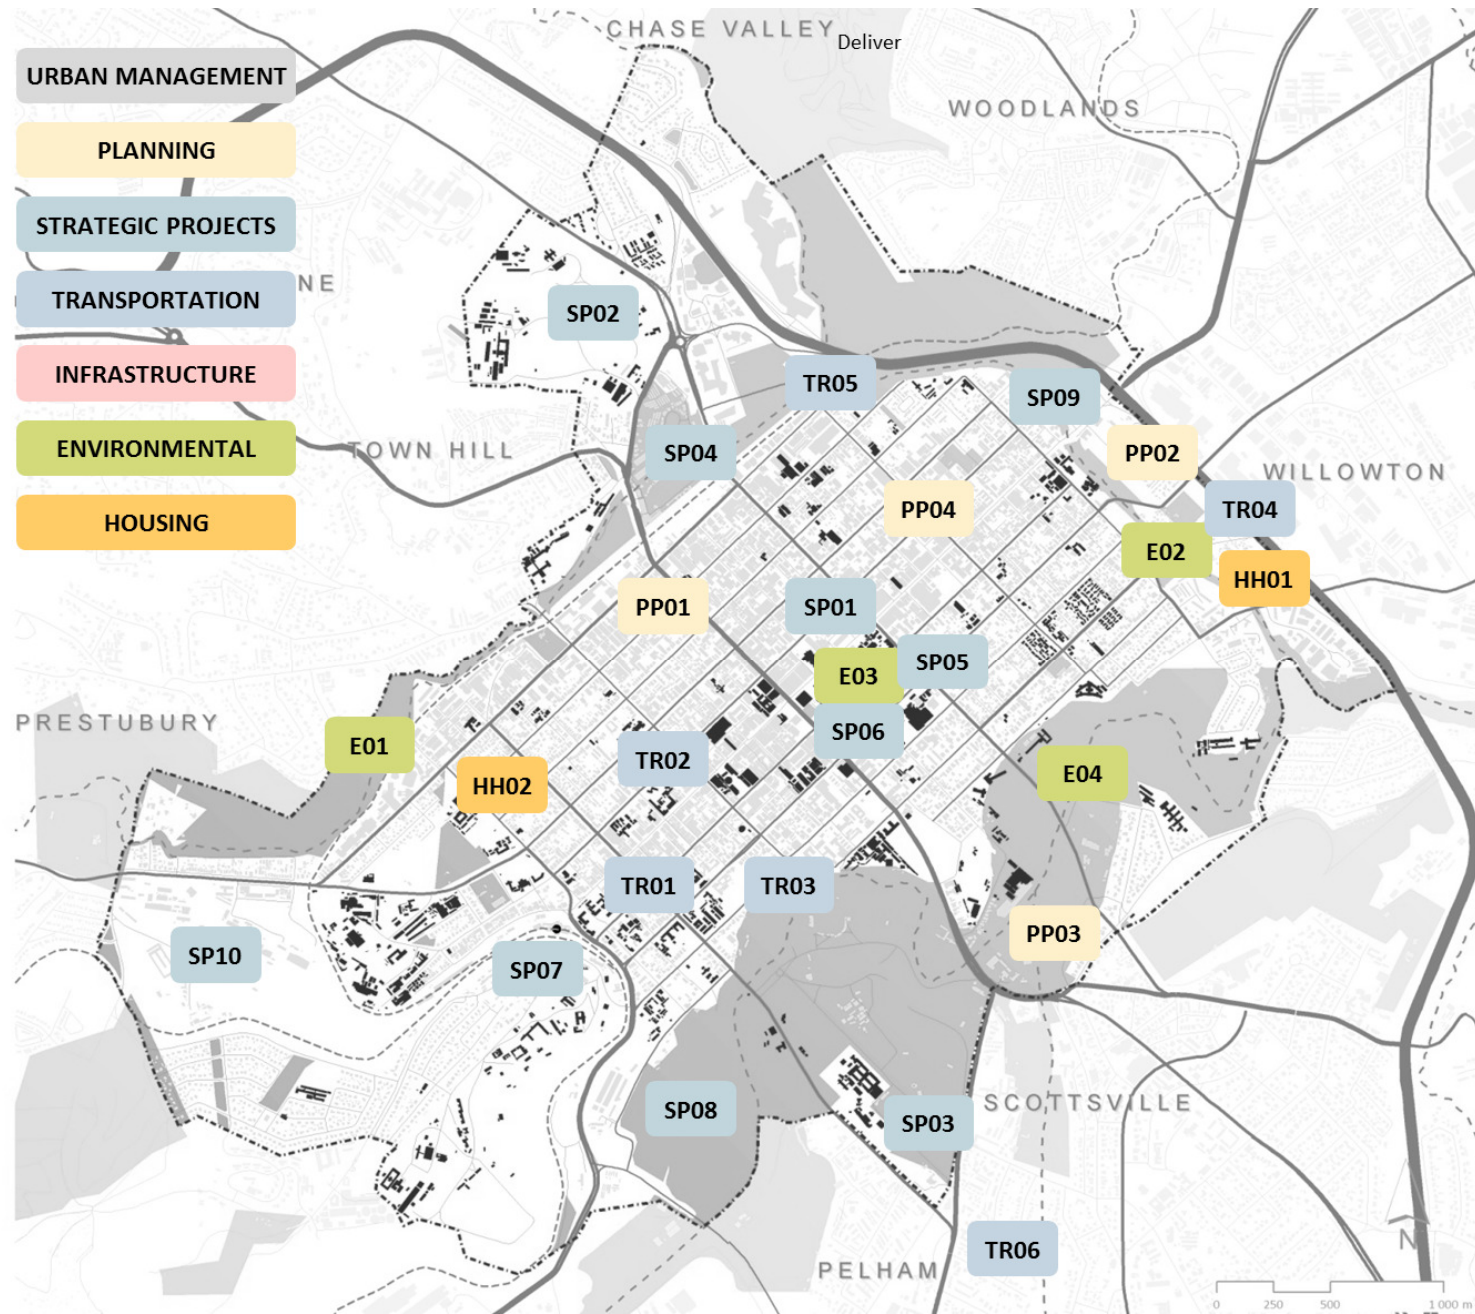 CHASE VALLEY
Deliver
URBAN MANAGEMENT
WOODLANDS
PLANNING
STRATEGIC PROJECTS
NE
TRANSPORTATION
SP02
INFRASTRUCTURE
TR05
SP09
ENVIRONMENTAL
TOWN HILL
SP04
PP02
WILLOWTON
HOUSING
PP04
TR04
E02
HH01
PP01
SP01
SP05
E03
PRESTUBURY
SP06
E01
TR02
E04
HH02
TR01
TR03
PP03
SP10
SP07
SP08
SCOTTSVILLE
SP03
N
TR06
PELHAM
0 250 500 1 000 m